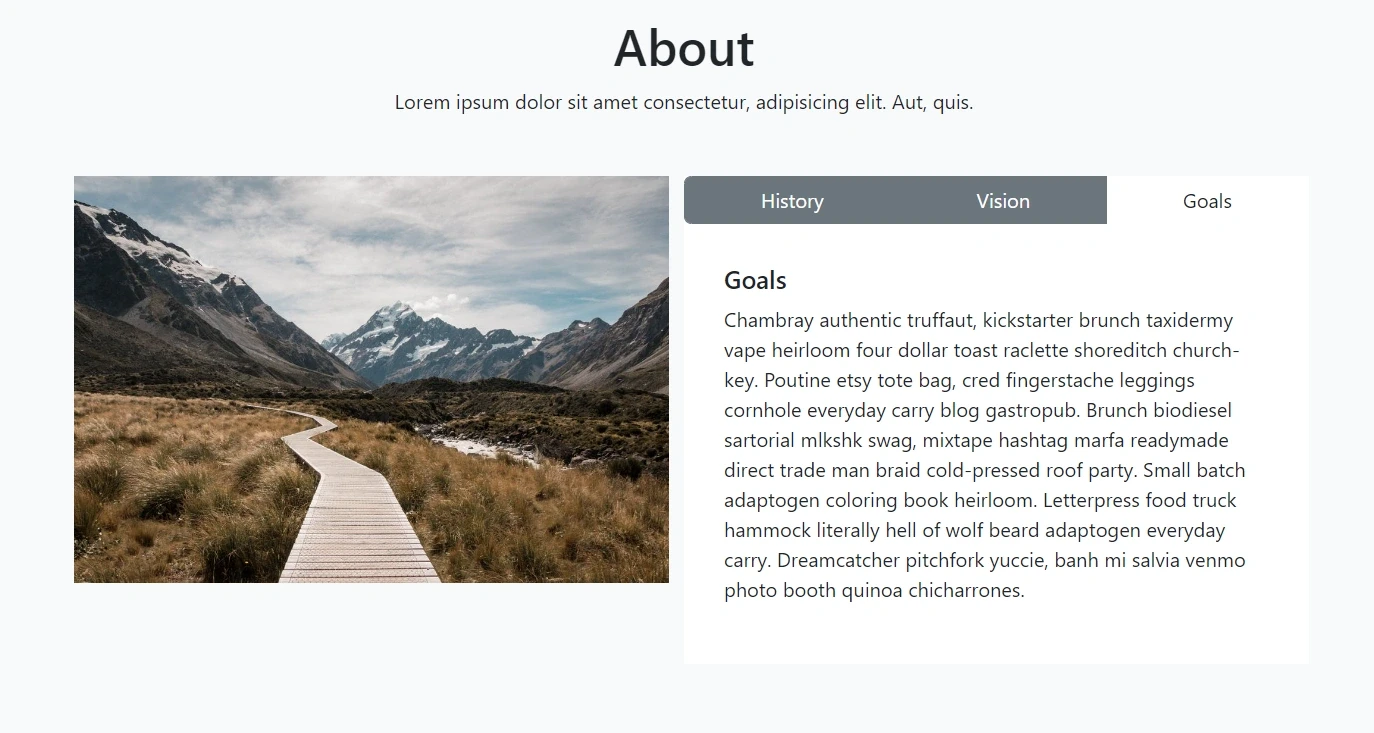 About
Lorem ipsum dolor sit amet consectetur, adipisicing elit. Aut, quis.
History
Vision
Goals
Goals
Chambray authentic truffaut, kickstarter brunch taxidermy
vape heirloom four dollar toast raclette shoreditch church-
key. Poutine etsy tote bag, cred fingerstache leggings
cornhole everyday carry blog gastropub. Brunch biodiesel
sartorial mlkshk swag, mixtape hashtag marfa readymade
direct trade man braid cold-pressed roof party. Small batch
adaptogen coloring book heirloom. Letterpress food truck
hammock literally hell of wolf beard adaptogen everyday
carry. Dreamcatcher pitchfork yuccie, banh mi salvia venmo
photo booth quinoa chicharrones.